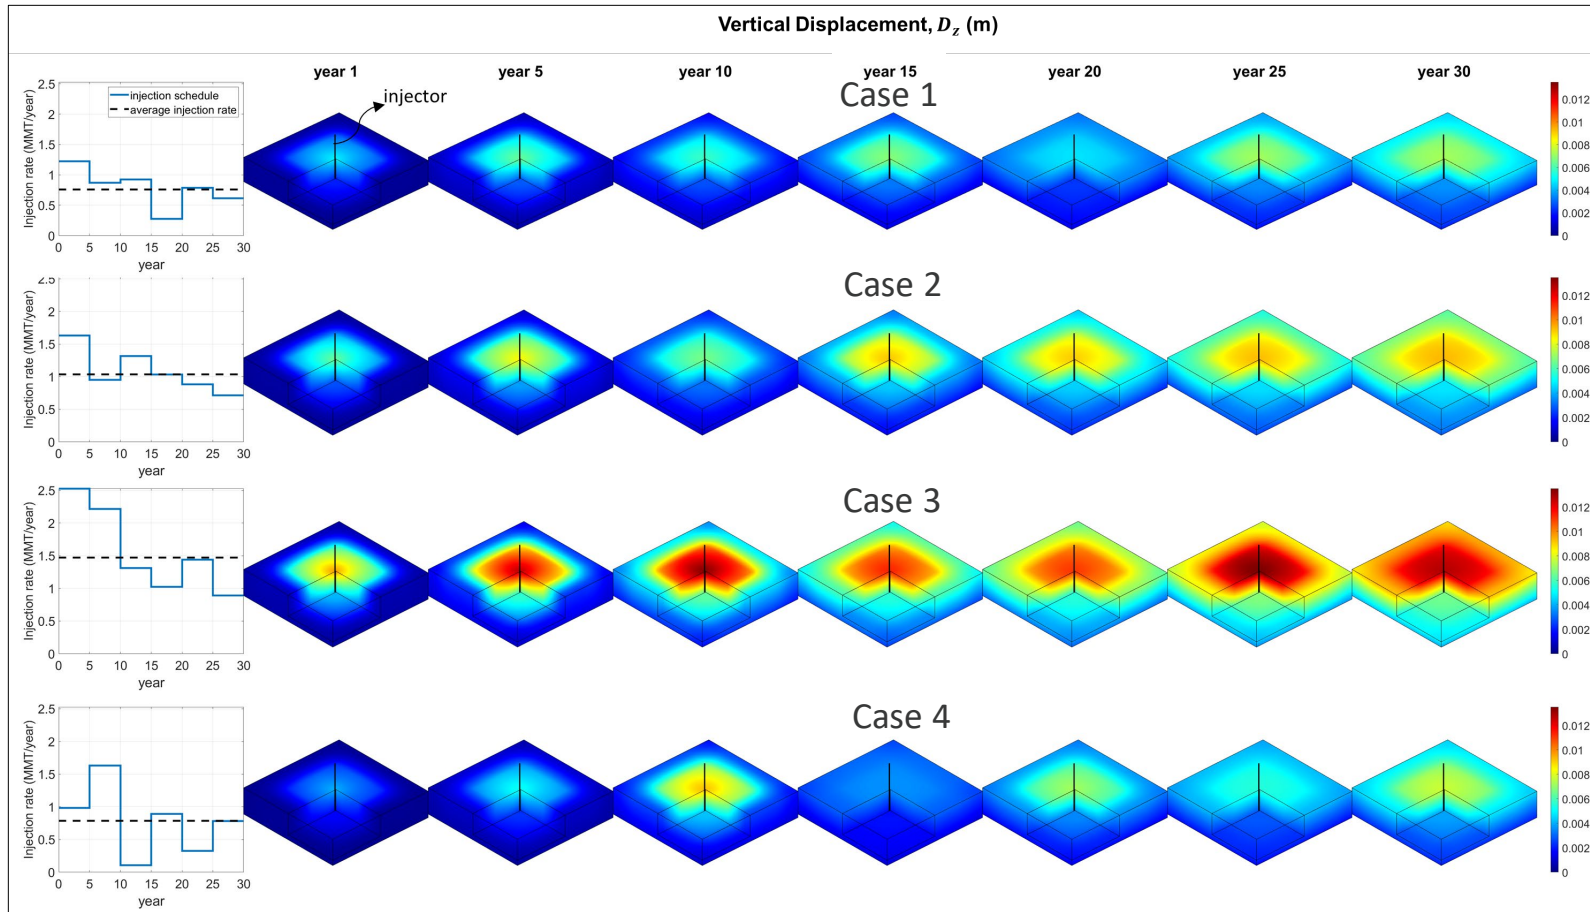 Vertical Displacement, D_z (m)
year 1 year 5 year 10 year 15 year 20 year 25 year 30
Case 1
injector
injection schedule
average injection rate
Injection rate (MMT/year)
2.5
2
1.5
1
0.5
0
0 5 10 15 20 25 30
year
0.012
0.01
0.008
0.006
0.004
0.002
0
Case 2
Injection rate (MMT/year)
2.5
2
1.5
1
0.5
0
0 5 10 15 20 25 30
year
0.012
0.01
0.008
0.006
0.004
0.002
0
Case 3
Injection rate (MMT/year)
2.5
2
1.5
1
0.5
0
0 5 10 15 20 25 30
year
0.012
0.01
0.008
0.006
0.004
0.002
0
Case 4
Injection rate (MMT/year)
2.5
2
1.5
1
0.5
0
0 5 10 15 20 25 30
year
0.012
0.01
0.008
0.006
0.004
0.002
0